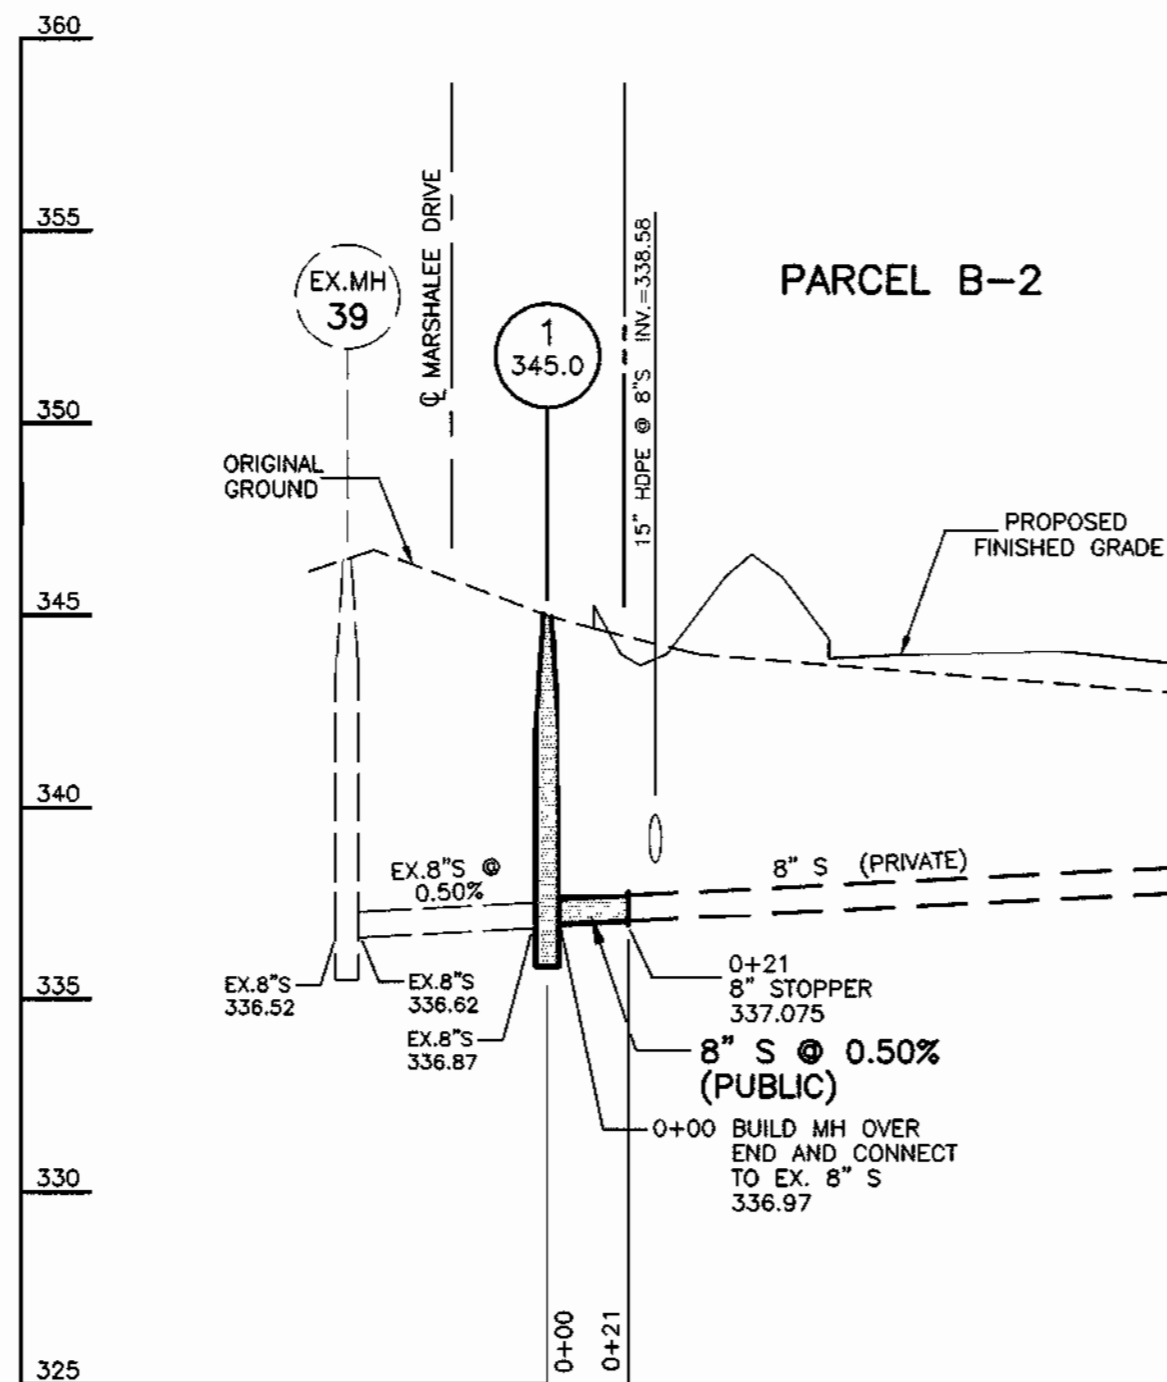 360
355
350
345
340
335
330
325
EX.MH
39
℄ MARSHALEE DRIVE
1
345.0
15" HDPE @ 8"S INV.=338.58
PARCEL B-2
ORIGINAL
GROUND
PROPOSED
FINISHED GRADE
EX.8"S @
0.50%
8" S (PRIVATE)
EX.8"S
336.52
EX.8"S
336.62
EX.8"S
336.87
0+21
8" STOPPER
337.075
8" S @ 0.50%
(PUBLIC)
0+00 BUILD MH OVER
END AND CONNECT
TO EX. 8" S
336.97
0+00
0+21